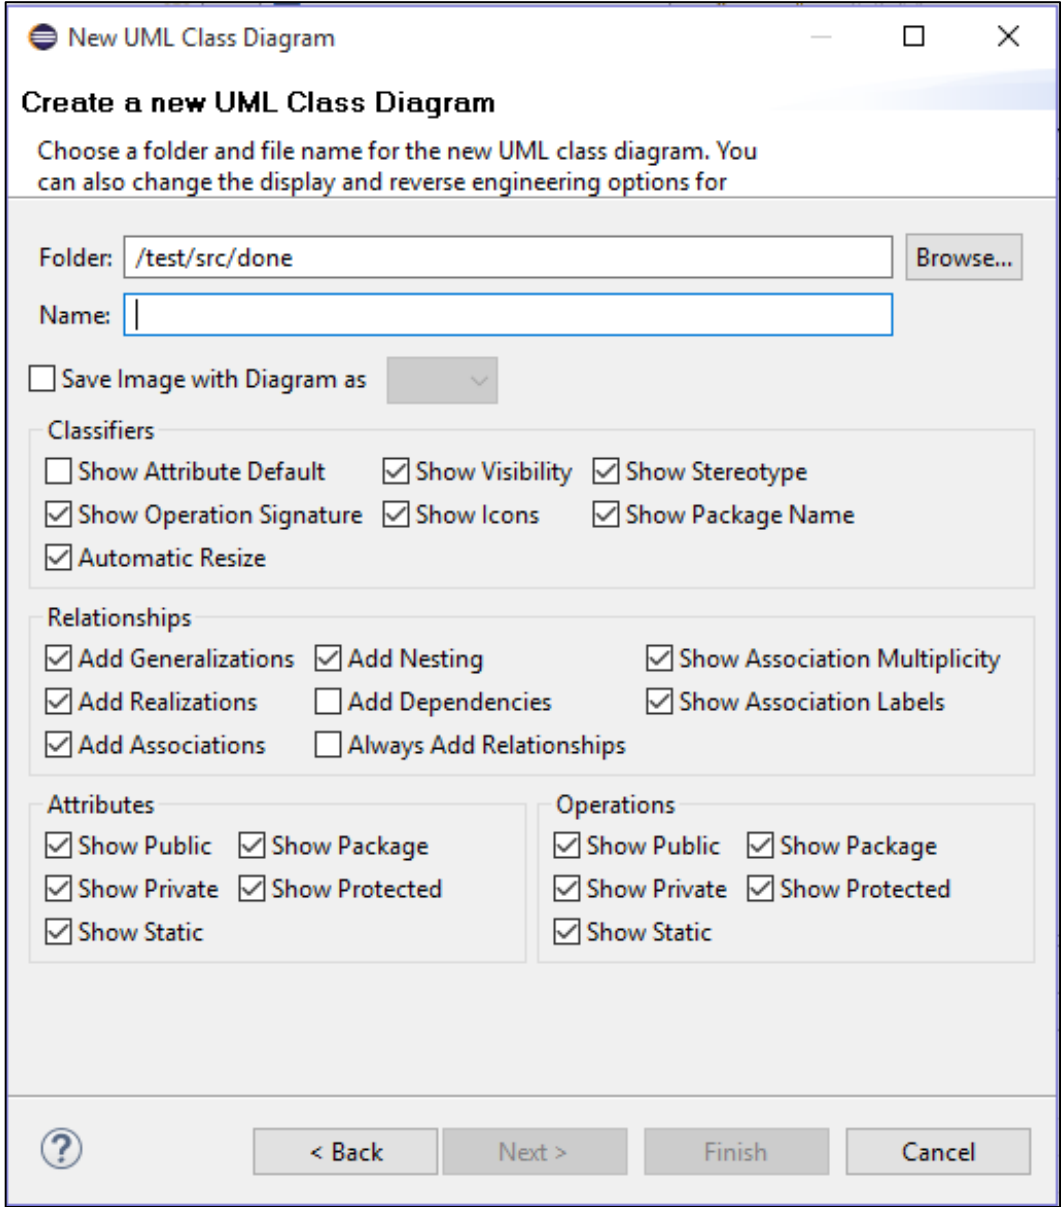 New UML Class Diagram
Create a new UML Class Diagram
Choose a folder and file name for the new UML class diagram. You
can also change the display and reverse engineering options for
Folder: /test/src/done Browse...
Name:
Save Image with Diagram as
Classifiers
Show Attribute Default Show Visibility Show Stereotype
Show Operation Signature Show Icons Show Package Name
Automatic Resize
Relationships
Add Generalizations Add Nesting Show Association Multiplicity
Add Realizations Add Dependencies Show Association Labels
Add Associations Always Add Relationships
Attributes Operations
Show Public Show Package Show Public Show Package
Show Private Show Protected Show Private Show Protected
Show Static Show Static
? < Back Next > Finish Cancel